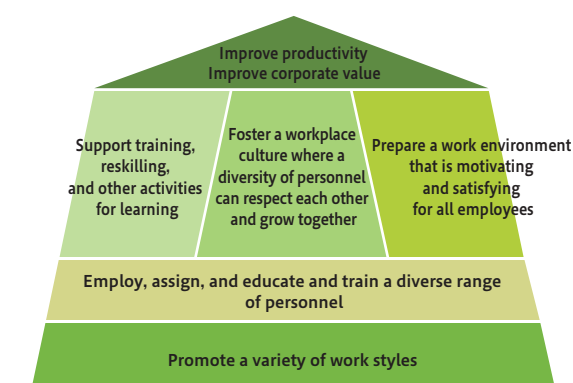 Improve productivity
Improve corporate value
Support training,
reskilling,
and other activities
for learning
Foster a workplace
culture where a
diversity of personnel
can respect each other
and grow together
Prepare a work environment
that is motivating
and satisfying
for all employees
Employ, assign, and educate and train a diverse range
of personnel
Promote a variety of work styles